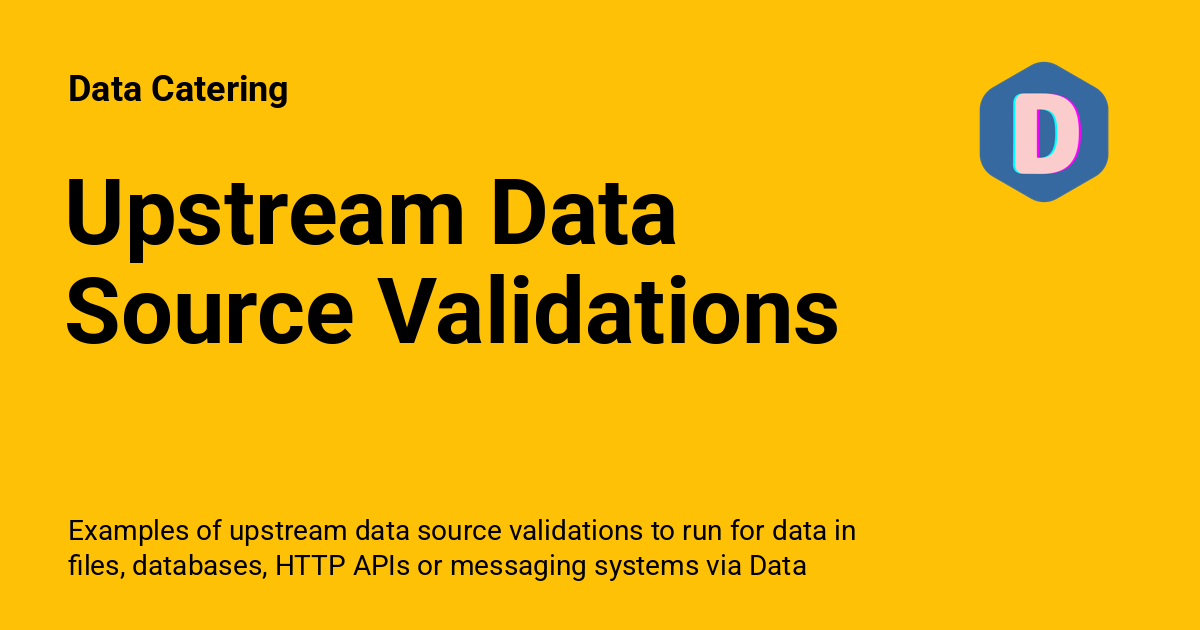 Data Catering
D
Upstream Data
Source Validations
Examples of upstream data source validations to run for data in
files, databases, HTTP APIs or messaging systems via Data